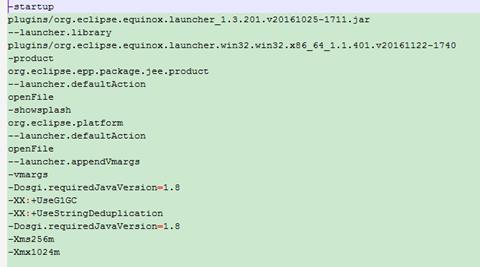 -startup
plugins/org.eclipse.equinox.launcher_1.3.201.v20161025-1711.jar
--launcher.library
plugins/org.eclipse.equinox.launcher.win32.win32.x86_64_1.1.401.v20161122-1740
-product
org.eclipse.epp.package.jee.product
--launcher.defaultAction
openFile
-showsplash
org.eclipse.platform
--launcher.defaultAction
openFile
--launcher.appendVmargs
-vmargs
-Dosgi.requiredJavaVersion=1.8
-XX:+UseG1GC
-XX:+UseStringDeduplication
-Dosgi.requiredJavaVersion=1.8
-Xms256m
-Xmx1024m